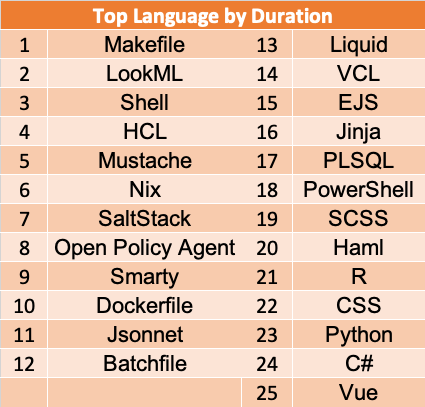 Top Language by Duration
1 Makefile 13 Liquid
2 LookML 14 VCL
3 Shell 15 EJS
4 HCL 16 Jinja
5 Mustache 17 PLSQL
6 Nix 18 PowerShell
7 SaltStack 19 SCSS
8 Open Policy Agent 20 Haml
9 Smarty 21 R
10 Dockerfile 22 CSS
11 Jsonnet 23 Python
12 Batchfile 24 C#
25 Vue